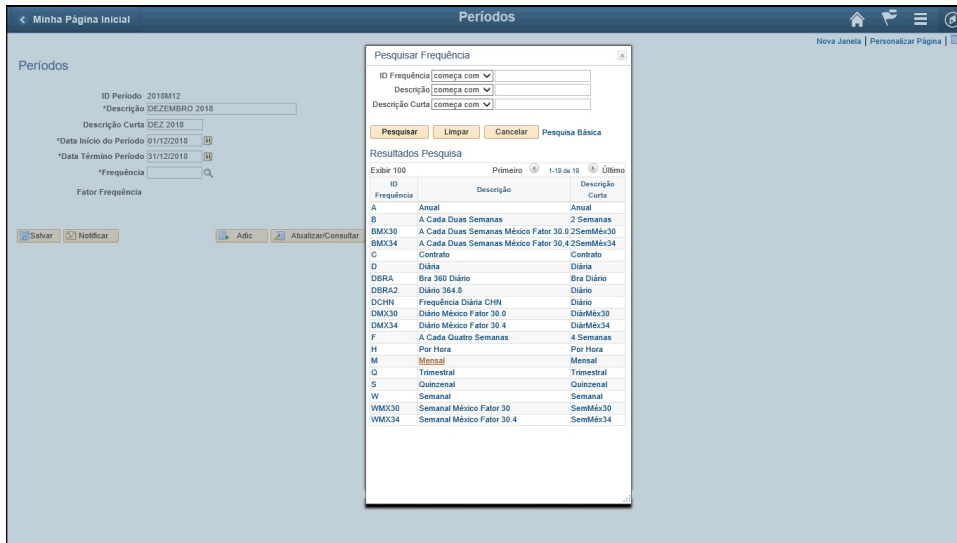 Minha Página Inicial
Períodos
Nova Janela | Personalizar Página |
Períodos
ID Período 2018M12
*Descrição DEZEMBRO 2018
Descrição Curta DEZ 2018
*Data Início do Período 01/12/2018
*Data Término Período 31/12/2018
*Frequência
Fator Frequência
Salvar Notificar Adic Atualizar/Consultar
Pesquisar Frequência
ID Frequência começa com
Descrição começa com
Descrição Curta começa com
Pesquisar Limpar Cancelar Pesquisa Básica
Resultados Pesquisa
Exibir 100 Primeiro 1-19 de 19 Último
ID Frequência Descrição Descrição Curta
A Anual Anual
B A Cada Duas Semanas 2 Semanas
BMX30 A Cada Duas Semanas México Fator 30.0 2SemMéx30
BMX34 A Cada Duas Semanas México Fator 30,4 2SemMéx34
C Contrato Contrato
D Diária Diária
DBRA Bra 360 Diário Bra Diário
DBRA2 Diário 364.8 Diário
DCHN Frequência Diária CHN Diário
DMX30 Diário México Fator 30.0 DiárMéx30
DMX34 Diário México Fator 30.4 DiárMéx34
F A Cada Quatro Semanas 4 Semanas
H Por Hora Por Hora
M Mensal Mensal
Q Trimestral Trimestral
S Quinzenal Quinzenal
W Semanal Semanal
WMX30 Semanal México Fator 30 SemMéx30
WMX34 Semanal México Fator 30.4 SemMéx34